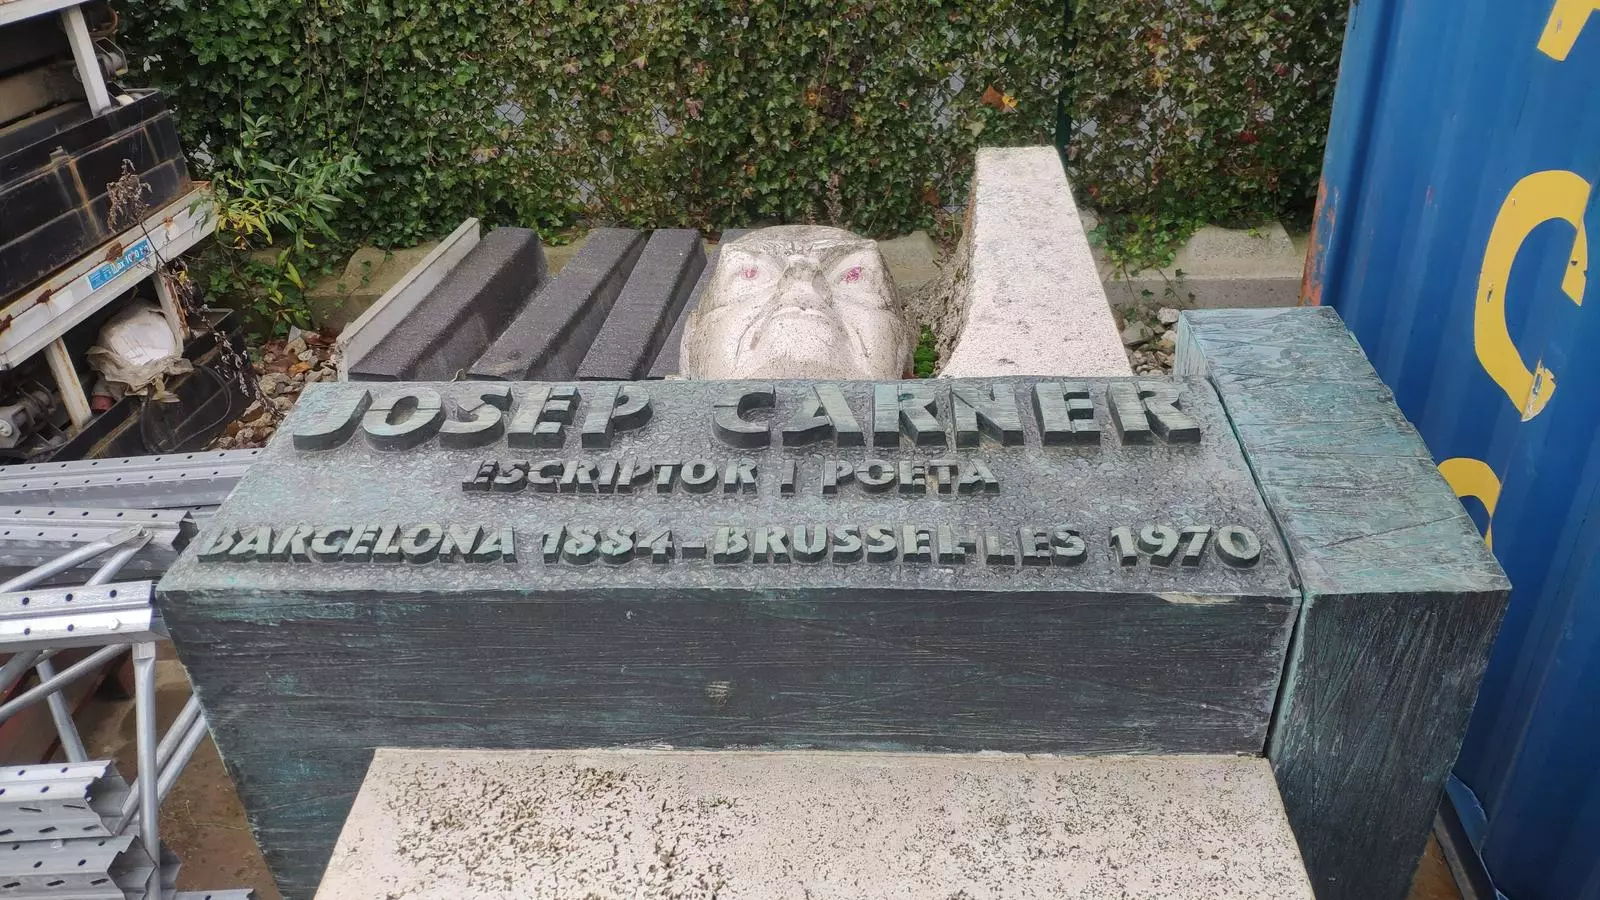 JOSEP CARNER
ESCRIPTOR I POETA
BARCELONA 1884-BRUSSEL·LES 1970